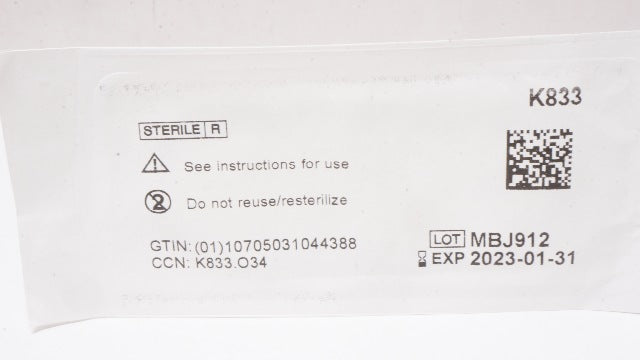 K833
STERILE R
See instructions for use
Do not reuse/resterilize
GTIN: (01)10705031044388
CCN: K833.O34
LOT MBJ912
EXP 2023-01-31